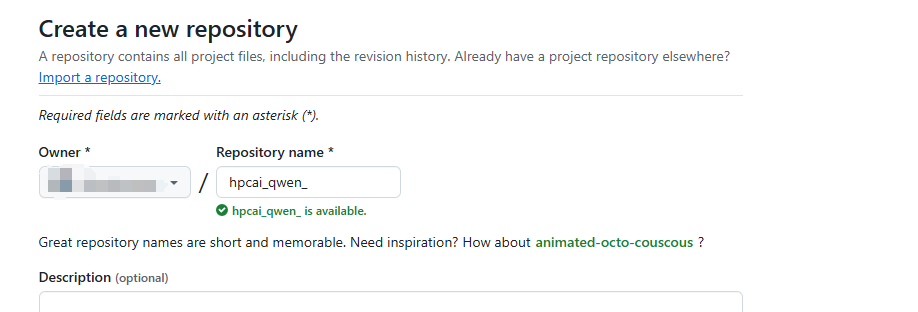 Create a new repository
A repository contains all project files, including the revision history. Already have a project repository elsewhere?
Import a repository.
Required fields are marked with an asterisk (*).
Owner * Repository name *
/ hpcai_qwen_
hpcai_qwen_ is available.
Great repository names are short and memorable. Need inspiration? How about animated-octo-couscous ?
Description (optional)